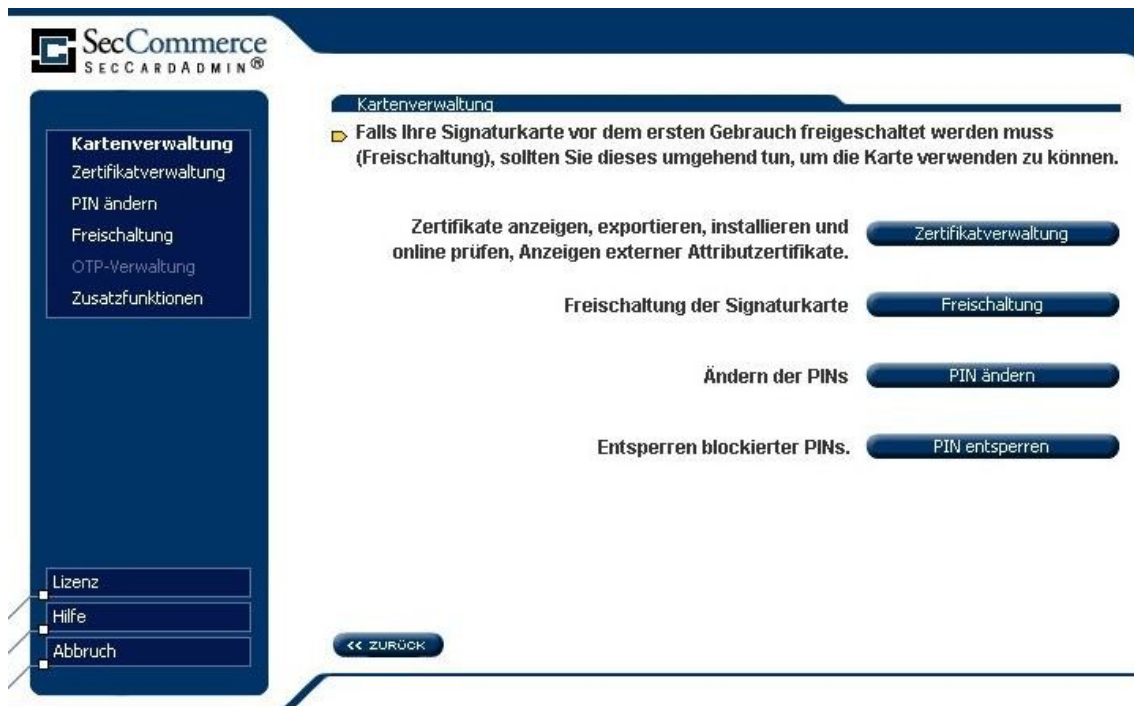 SecCommerce
SECCARDADMIN®
Kartenverwaltung
Zertifikatverwaltung
PIN ändern
Freischaltung
OTP-Verwaltung
Zusatzfunktionen
Lizenz
Hilfe
Abbruch
Kartenverwaltung
Falls Ihre Signaturkarte vor dem ersten Gebrauch freigeschaltet werden muss
(Freischaltung), sollten Sie dieses umgehend tun, um die Karte verwenden zu können.
Zertifikate anzeigen, exportieren, installieren und
online prüfen, Anzeigen externer Attributzertifikate.
Zertifikatverwaltung
Freischaltung der Signaturkarte
Freischaltung
Ändern der PINs
PIN ändern
Entsperren blockierter PINs.
PIN entsperren
<< ZURÜCK